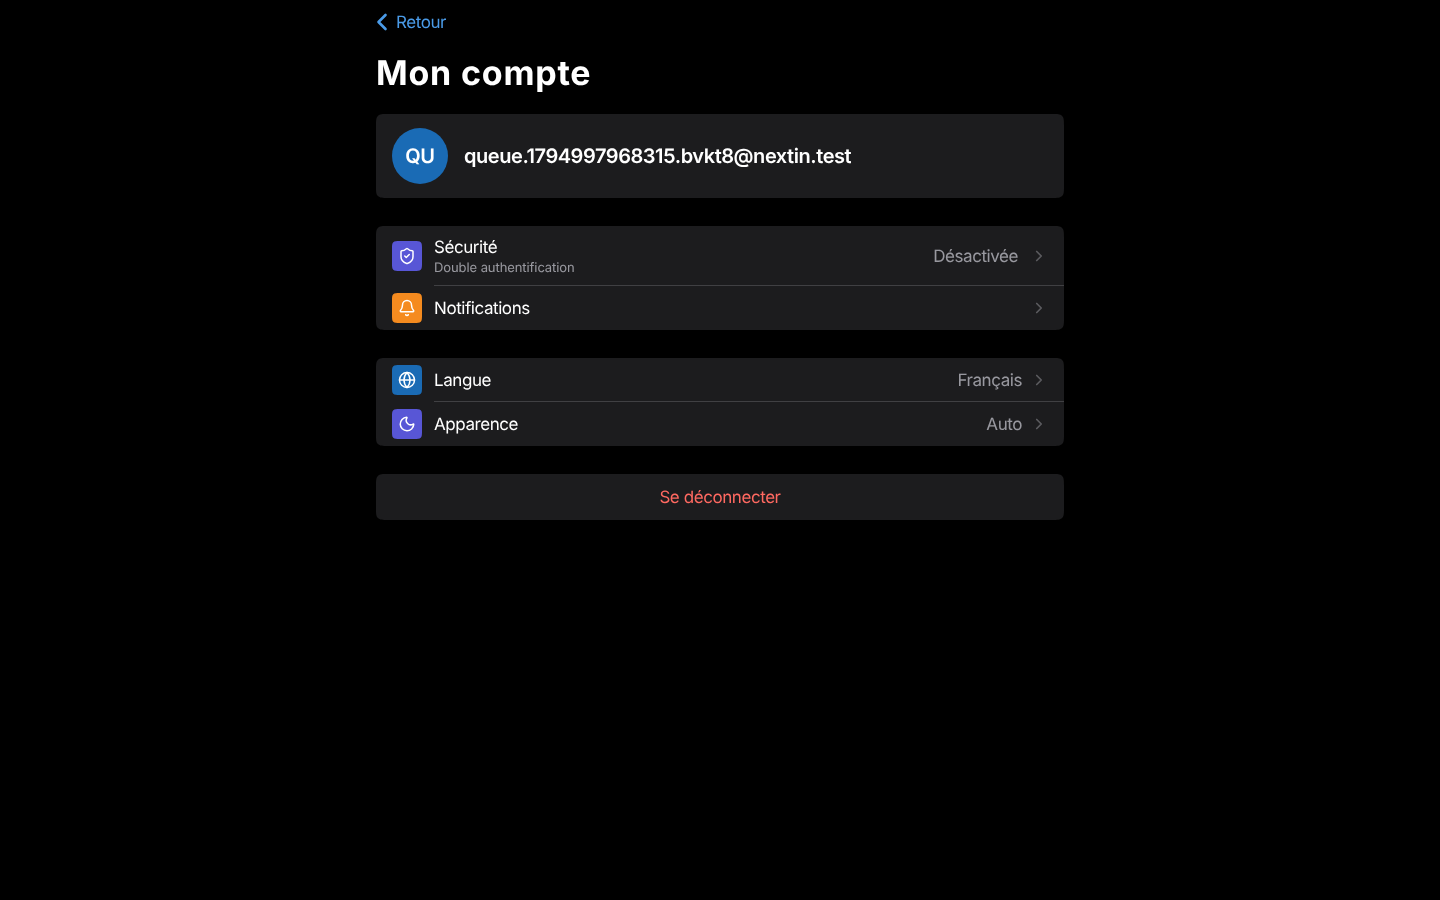 Retour
Mon compte
QU
queue.1794997968315.bvkt8@nextin.test
Sécurité
Double authentification
Désactivée
Notifications
Langue
Français
Apparence
Auto
Se déconnecter